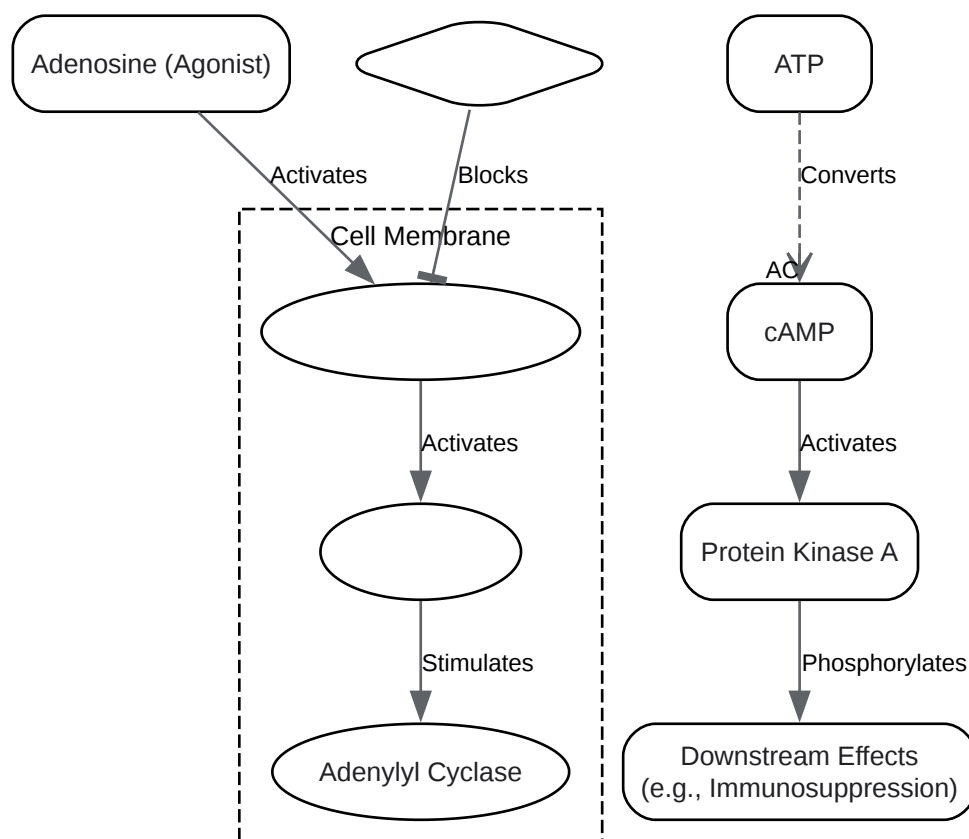 Adenosine (Agonist)
ATP
Activates
Blocks
Converts
Cell Membrane
AC
cAMP
Activates
Activates
Protein Kinase A
Stimulates
Phosphorylates
Adenylyl Cyclase
Downstream Effects
(e.g., Immunosuppression)